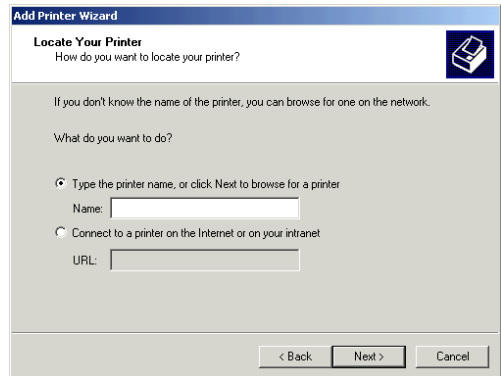 Add Printer Wizard
Locate Your Printer
How do you want to locate your printer?
If you don't know the name of the printer, you can browse for one on the network.
What do you want to do?
Type the printer name, or click Next to browse for a printer
Name:
Connect to a printer on the Internet or on your intranet
URL:
< Back Next > Cancel